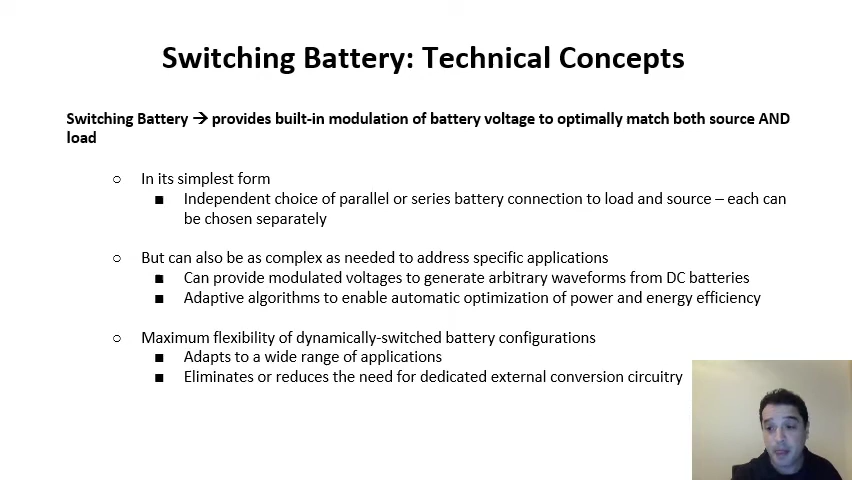 Switching Battery: Technical Concepts
Switching Battery → provides built-in modulation of battery voltage to optimally match both source AND
load
○ In its simplest form
■ Independent choice of parallel or series battery connection to load and source – each can
be chosen separately
○ But can also be as complex as needed to address specific applications
■ Can provide modulated voltages to generate arbitrary waveforms from DC batteries
■ Adaptive algorithms to enable automatic optimization of power and energy efficiency
○ Maximum flexibility of dynamically-switched battery configurations
■ Adapts to a wide range of applications
■ Eliminates or reduces the need for dedicated external conversion circuitry